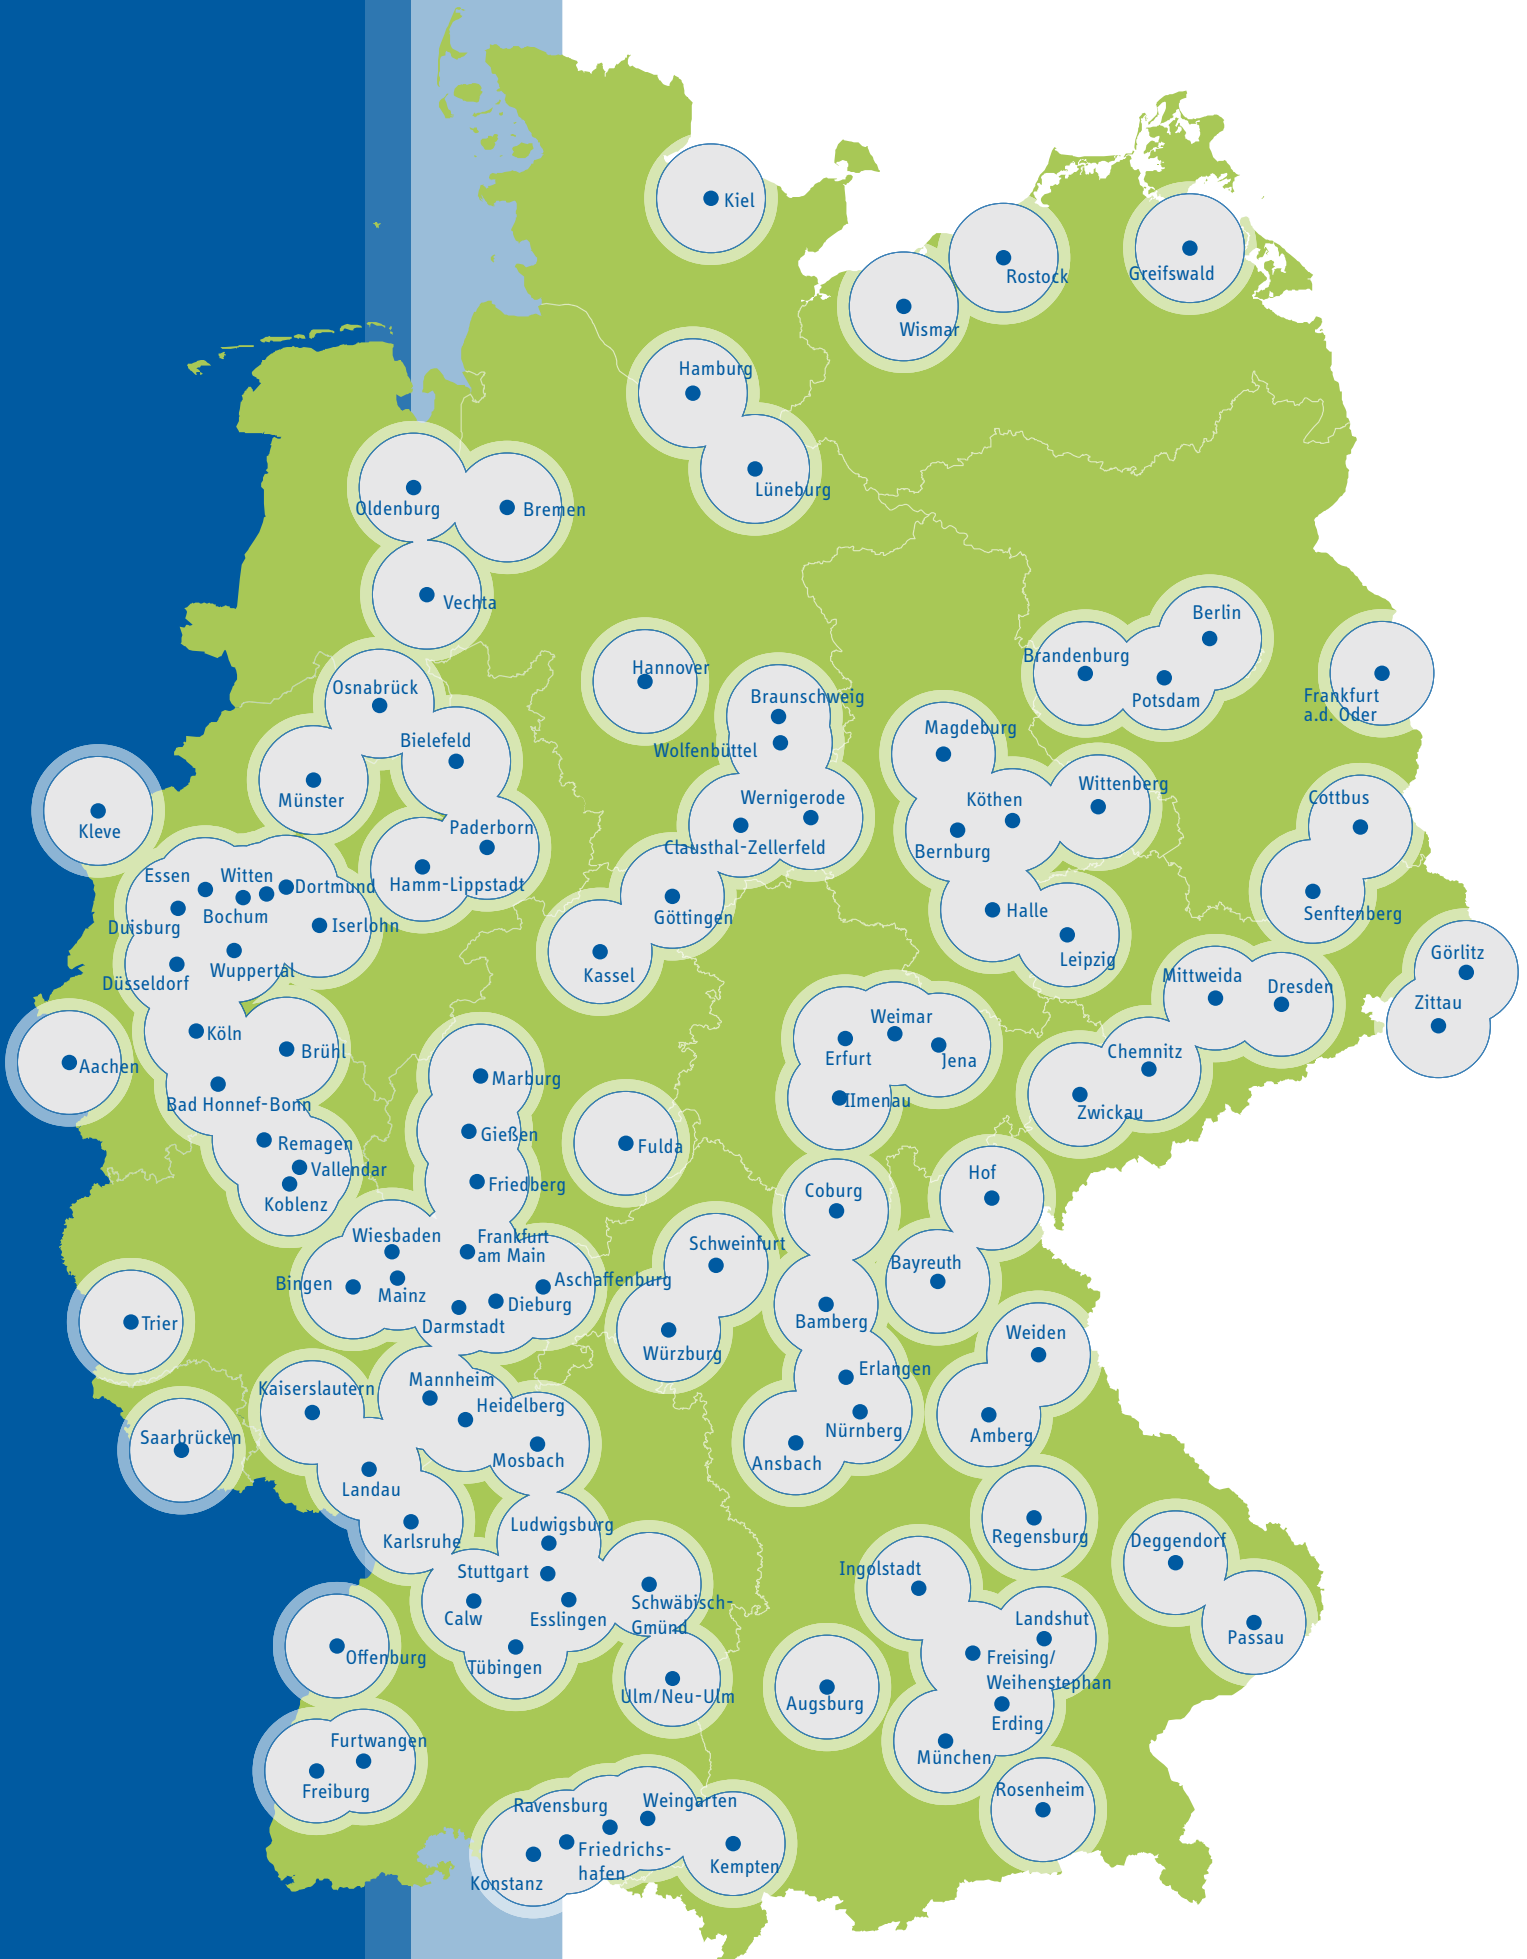 Kiel
Rostock
Greifswald
Wismar
Hamburg
Lüneburg
Oldenburg
Bremen
Vechta
Berlin
Brandenburg
Potsdam
Frankfurt
a.d. Oder
Hannover
Osnabrück
Braunschweig
Wolfenbüttel
Magdeburg
Bielefeld
Münster
Wittenberg
Köthen
Cottbus
Wernigerode
Kleve
Paderborn
Clausthal-Zellerfeld
Bernburg
Essen
Witten
Dortmund
Hamm-Lippstadt
Bochum
Duisburg
Iserlohn
Göttingen
Halle
Senftenberg
Wuppertal
Düsseldorf
Kassel
Leipzig
Mittweida
Dresden
Görlitz
Zittau
Köln
Brühl
Weimar
Erfurt
Jena
Chemnitz
Aachen
Marburg
Bad Honnef-Bonn
Ilmenau
Zwickau
Gießen
Remagen
Fulda
Vallendar
Koblenz
Friedberg
Hof
Coburg
Wiesbaden
Frankfurt
am Main
Schweinfurt
Bayreuth
Bingen
Mainz
Aschaffenburg
Dieburg
Trier
Darmstadt
Bamberg
Weiden
Würzburg
Erlangen
Mannheim
Kaiserslautern
Heidelberg
Nürnberg
Amberg
Saarbrücken
Mosbach
Ansbach
Landau
Ludwigsburg
Karlsruhe
Regensburg
Deggendorf
Stuttgart
Ingolstadt
Schwäbisch-
Gmünd
Calw
Esslingen
Landshut
Passau
Offenburg
Tübingen
Freising/
Weihenstephan
Ulm/Neu-Ulm
Augsburg
Erding
Furtwangen
München
Freiburg
Rosenheim
Ravensburg
Weingarten
Friedrichs-
hafen
Kempten
Konstanz